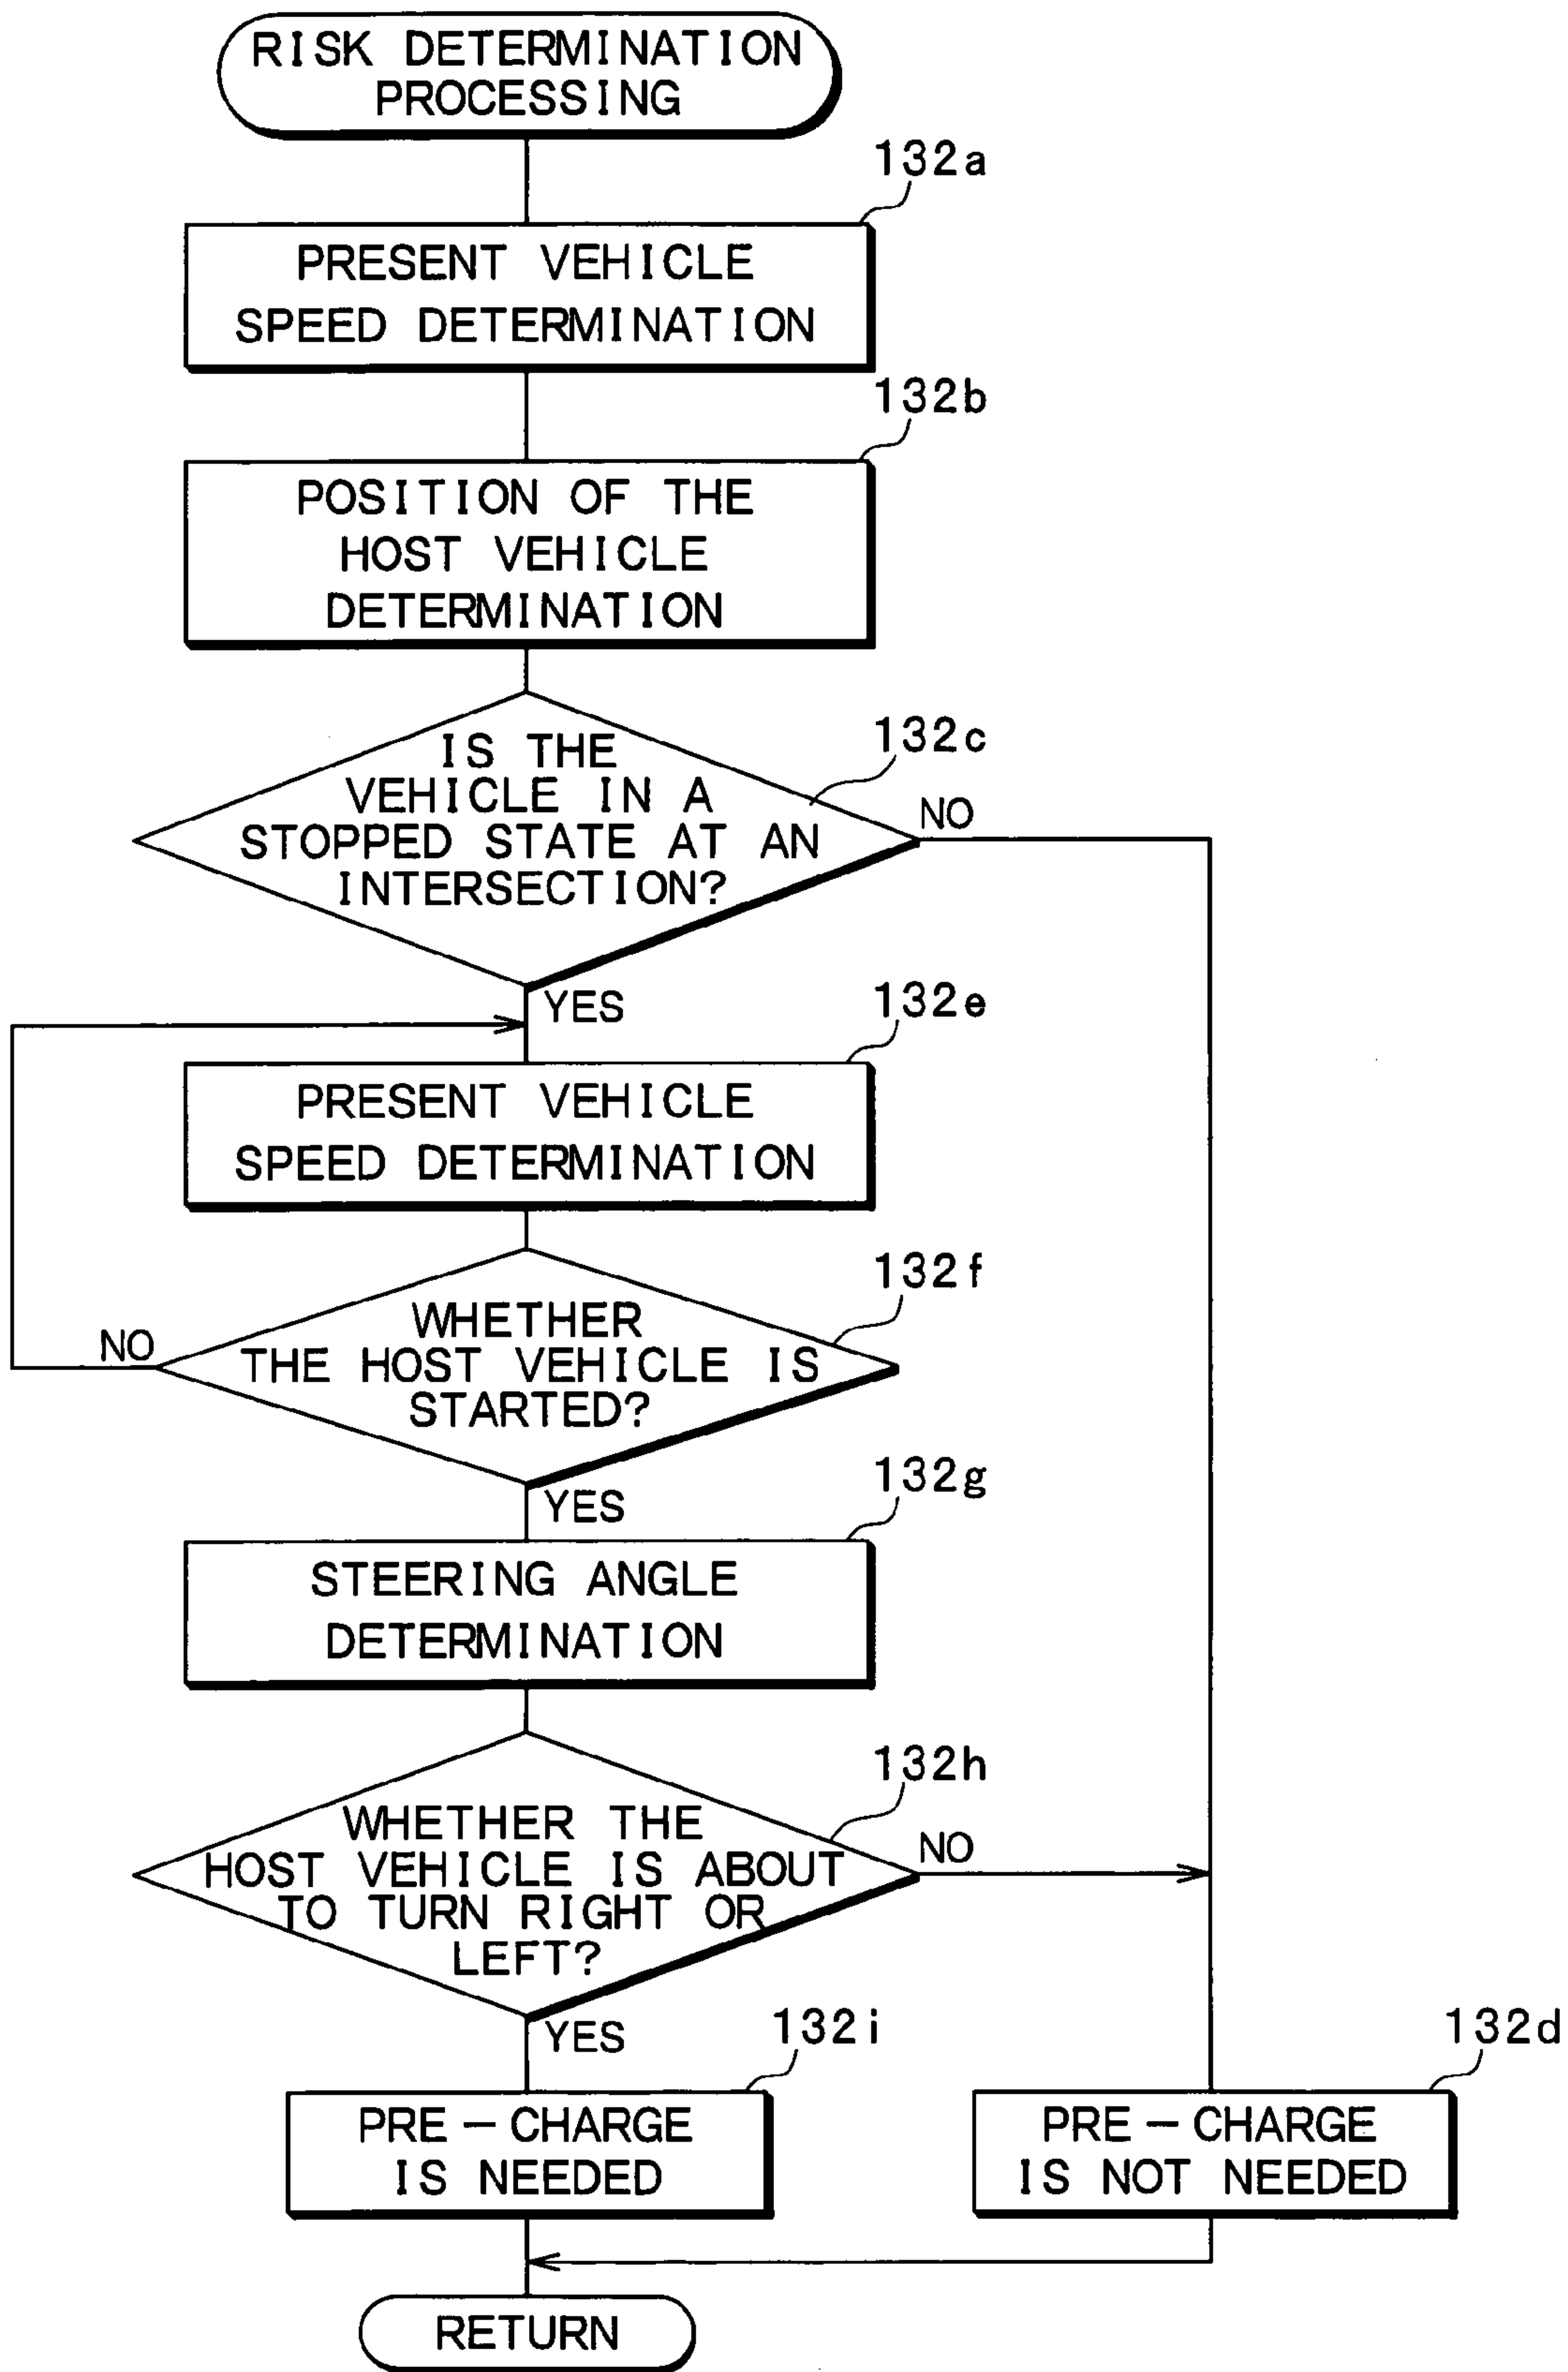 RISK DETERMINATION
PROCESSING
132a
PRESENT VEHICLE
SPEED DETERMINATION
132b
POSITION OF THE
HOST VEHICLE
DETERMINATION
132c
IS THE
VEHICLE IN A
STOPPED STATE AT AN
INTERSECTION?
NO
YES
132e
PRESENT VEHICLE
SPEED DETERMINATION
132f
WHETHER
THE HOST VEHICLE IS
STARTED?
NO
YES
132g
STEERING ANGLE
DETERMINATION
132h
WHETHER THE
HOST VEHICLE IS ABOUT
TO TURN RIGHT OR
LEFT?
NO
YES
132i
PRE-CHARGE
IS NEEDED
132d
PRE-CHARGE
IS NOT NEEDED
RETURN